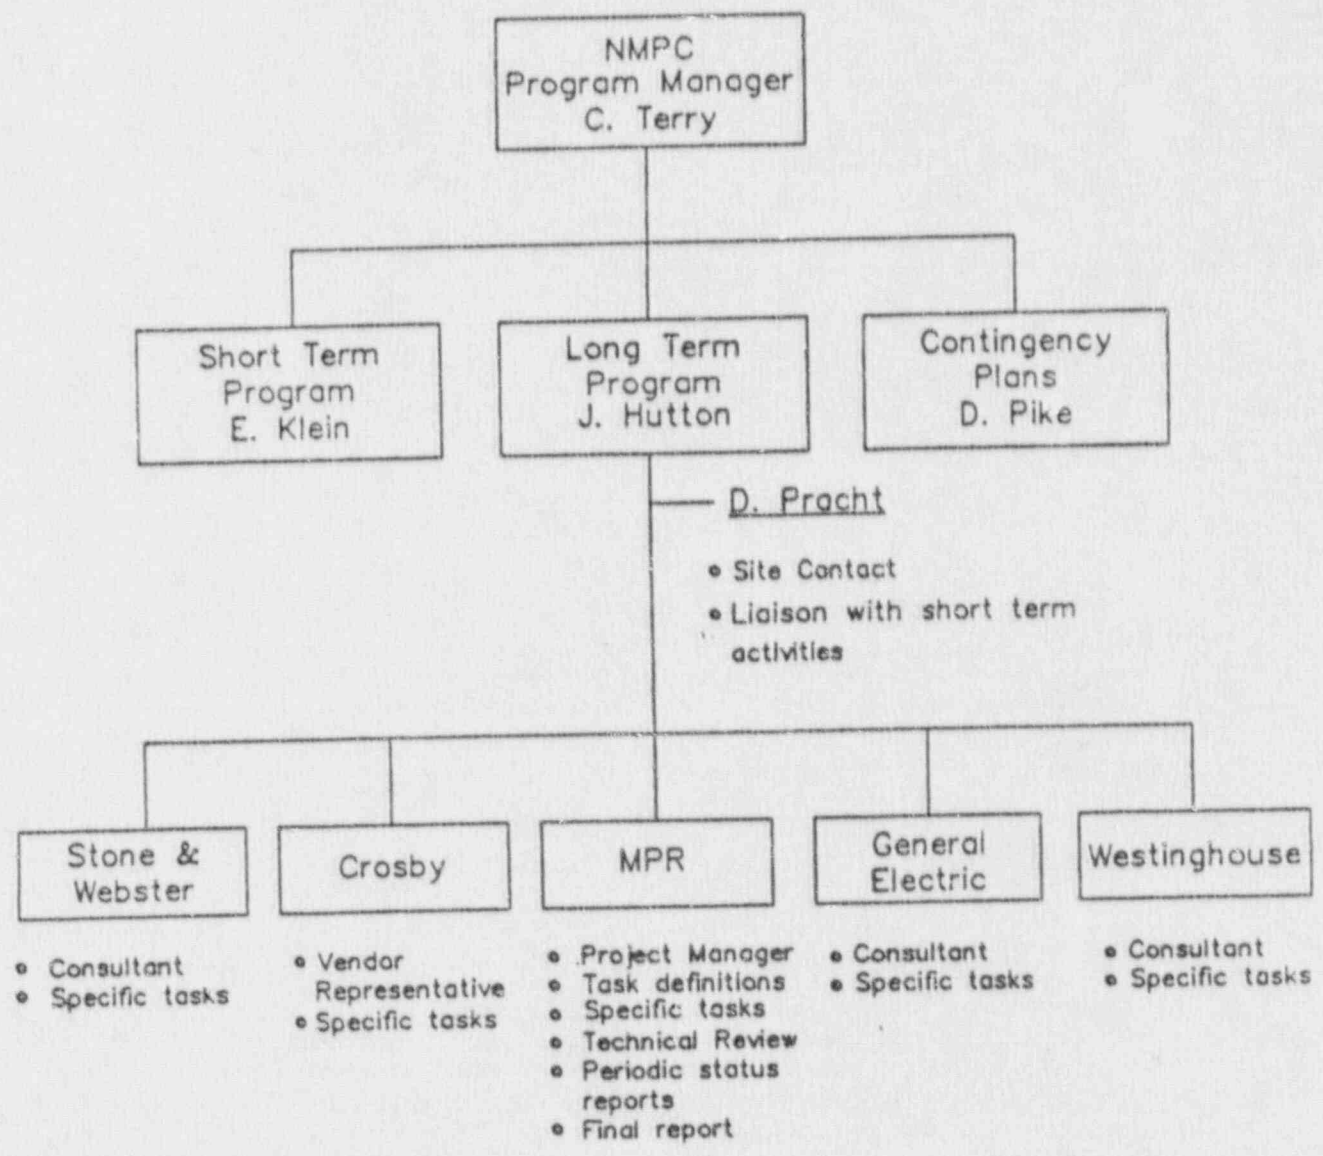 NMPC
Program Manager
C. Terry
Short Term
Program
E. Klein
Long Term
Program
J. Hutton
Contingency
Plans
D. Pike
D. Pracht
• Site Contact
• Liaison with short term
activities
Stone &
Webster
• Consultant
• Specific tasks
Crosby
• Vendor
Representative
• Specific tasks
MPR
• Project Manager
• Task definitions
• Specific tasks
• Technical Review
• Periodic status
reports
• Final report
General
Electric
• Consultant
• Specific tasks
Westinghouse
• Consultant
• Specific tasks